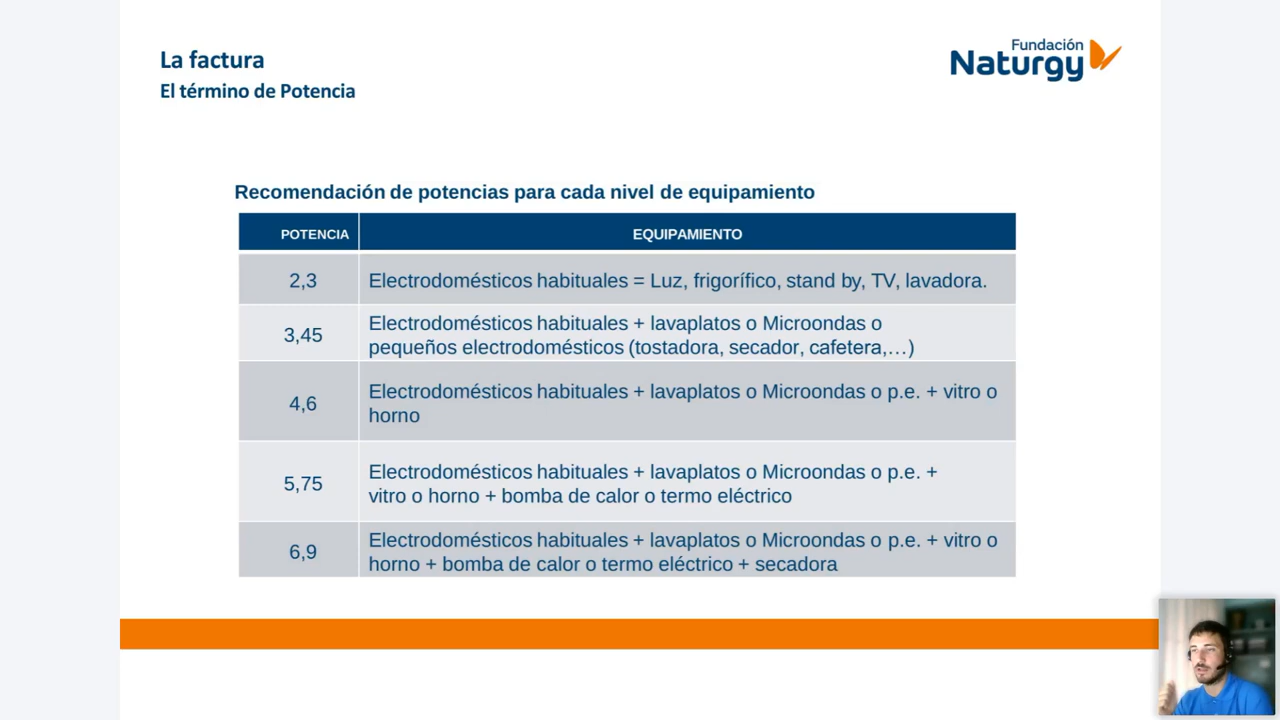 La factura
El término de Potencia
Fundación
Naturgy
Recomendación de potencias para cada nivel de equipamiento
POTENCIA
EQUIPAMIENTO
2,3
Electrodomésticos habituales = Luz, frigorífico, stand by, TV, lavadora.
3,45
Electrodomésticos habituales + lavaplatos o Microondas o
pequeños electrodomésticos (tostadora, secador, cafetera,…)
4,6
Electrodomésticos habituales + lavaplatos o Microondas o p.e. + vitro o
horno
5,75
Electrodomésticos habituales + lavaplatos o Microondas o p.e. +
vitro o horno + bomba de calor o termo eléctrico
6,9
Electrodomésticos habituales + lavaplatos o Microondas o p.e. + vitro o
horno + bomba de calor o termo eléctrico + secadora